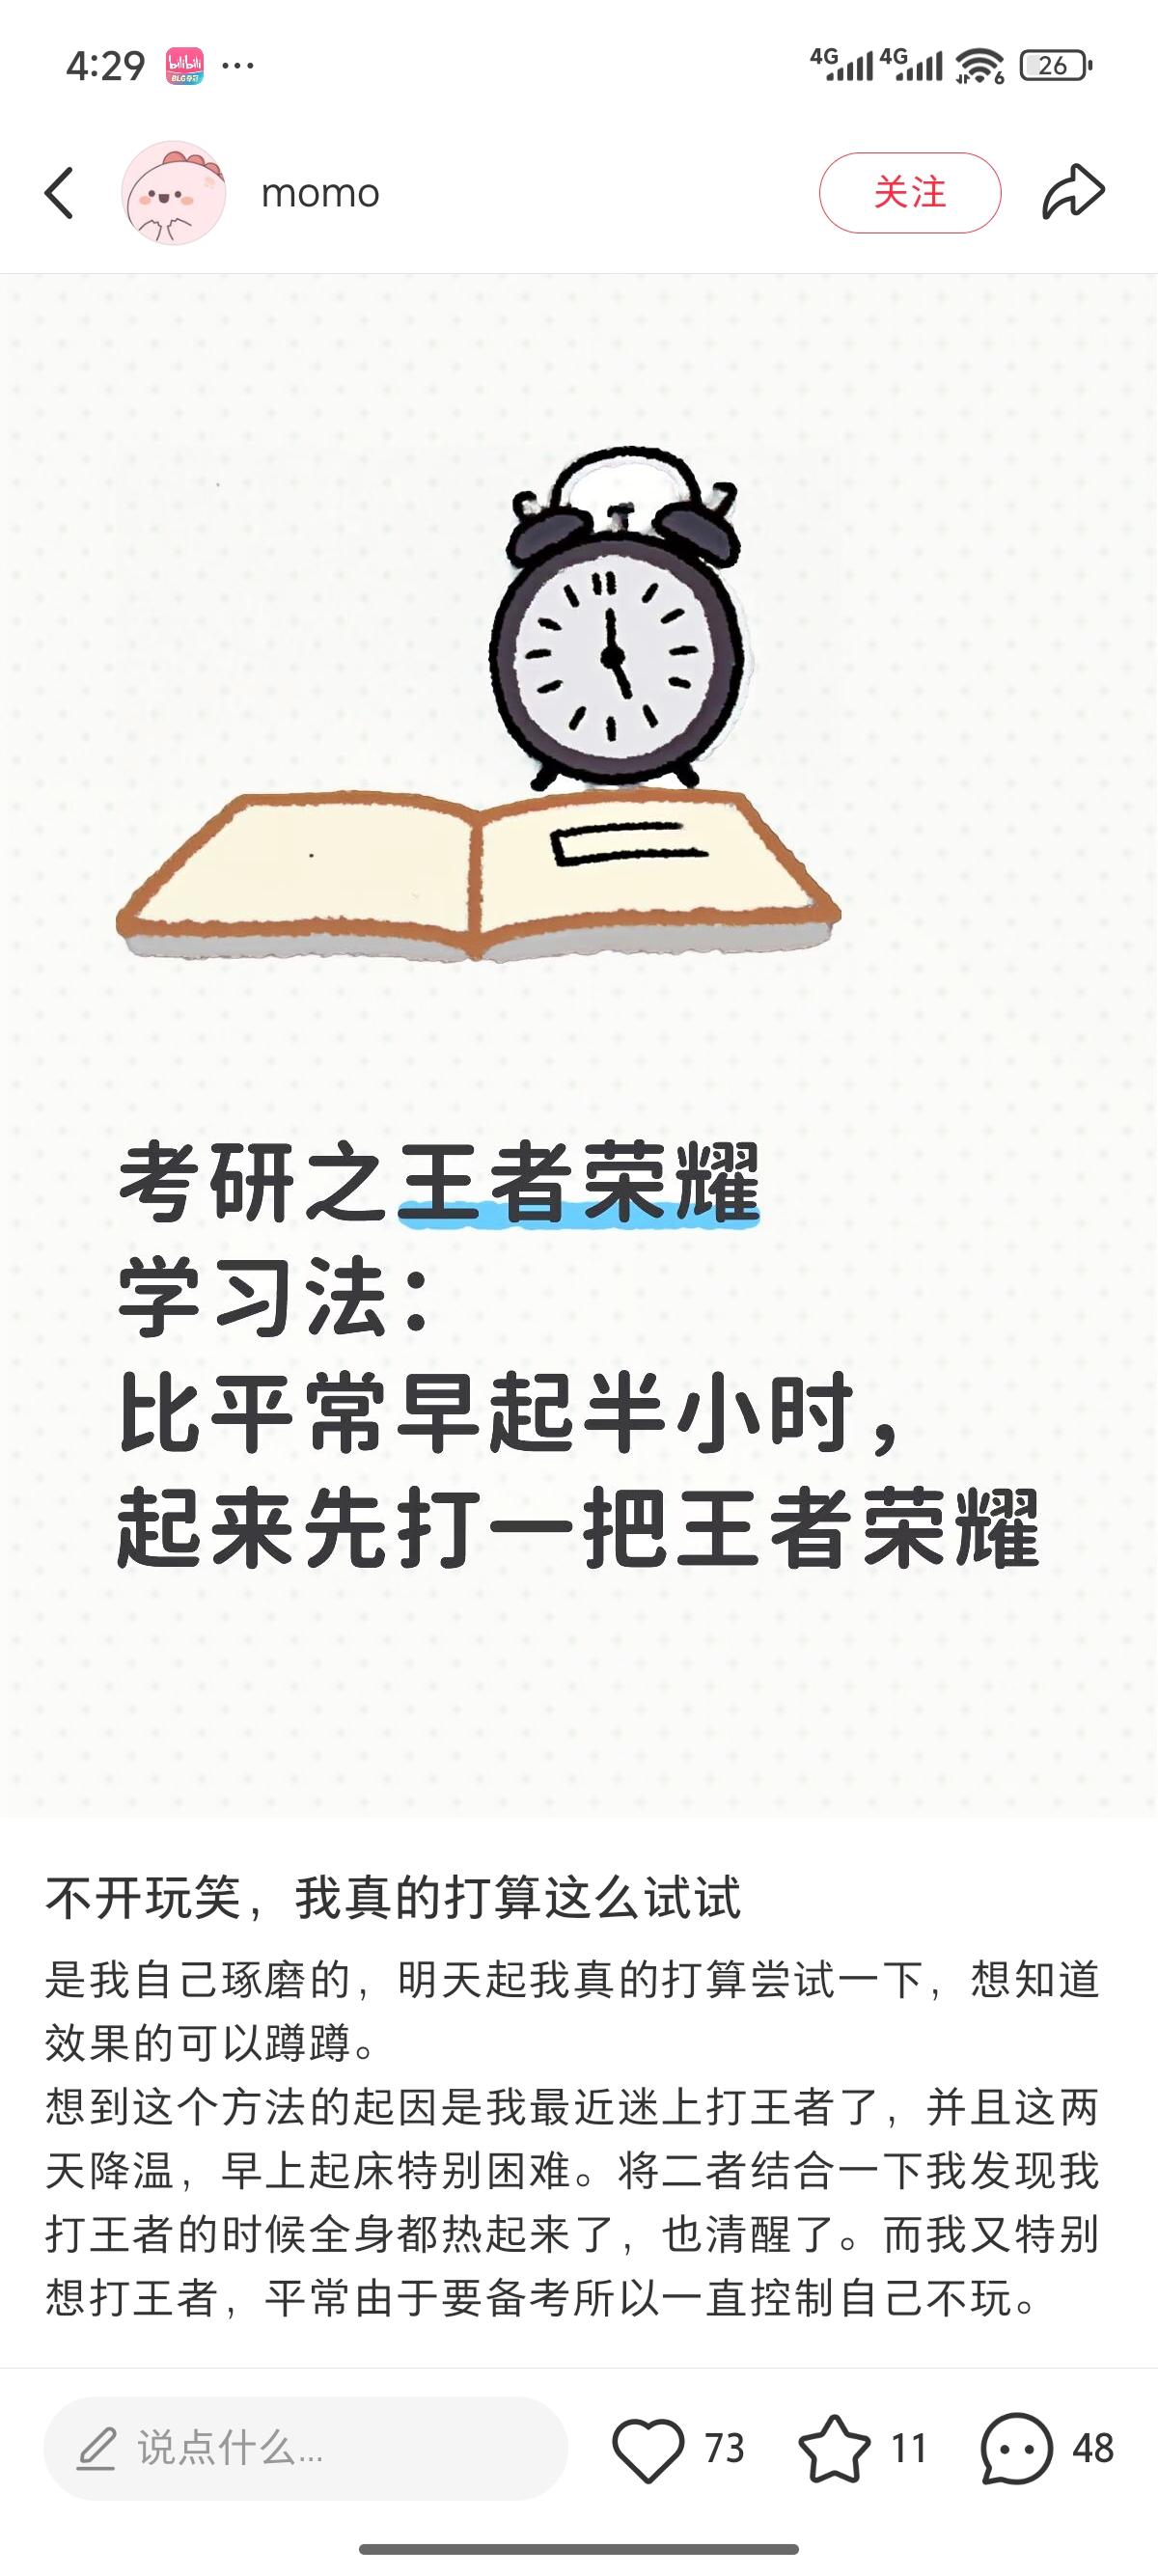 4:29 bilibili ... 4G 4G 6 26
momo 关注
考研之王者荣耀
学习法：
比平常早起半小时，
起来先打一把王者荣耀
不开玩笑，我真的打算这么试试
是我自己琢磨的，明天起我真的打算尝试一下，想知道
效果的可以蹲蹲。
想到这个方法的起因是我最近迷上打王者了，并且这两
天降温，早上起床特别困难。将二者结合一下我发现我
打王者的时候全身都热起来了，也清醒了。而我又特别
想打王者，平常由于要备考所以一直控制自己不玩。
说点什么... 73 11 48